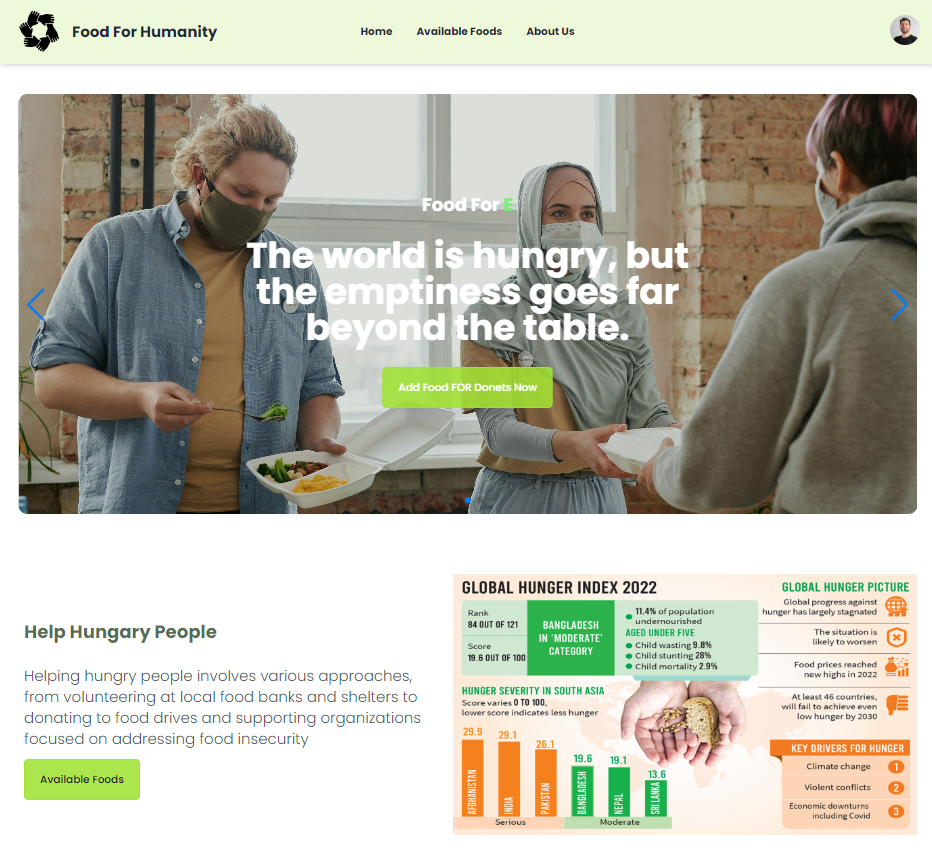 Food For Humanity
Home
Available Foods
About Us
Food For E
The world is hungry, but
the emptiness goes far
beyond the table.
Add Food FOR Donets Now
Help Hungary People
Helping hungry people involves various approaches,
from volunteering at local food banks and shelters to
donating to food drives and supporting organizations
focused on addressing food insecurity
Available Foods
GLOBAL HUNGER INDEX 2022
Rank
84 OUT OF 121
Score
19.6 OUT OF 100
BANGLADESH
IN 'MODERATE'
CATEGORY
11.4% of population
undernourished
AGED UNDER FIVE
Child wasting 9.8%
Child stunting 28%
Child mortality 2.9%
HUNGER SEVERITY IN SOUTH ASIA
Score varies 0 TO 100,
lower score indicates less hunger
29.9
AFGHANISTAN
29.1
INDIA
26.1
PAKISTAN
19.6
BANGLADESH
19.1
NEPAL
13.6
SRI LANKA
Serious
Moderate
GLOBAL HUNGER PICTURE
Global progress against
hunger has largely stagnated
The situation is
likely to worsen
Food prices reached
new highs in 2022
At least 46 countries,
will fail to achieve even
low hunger by 2030
KEY DRIVERS FOR HUNGER
Climate change 1
Violent conflicts 2
Economic downturns
including Covid 3